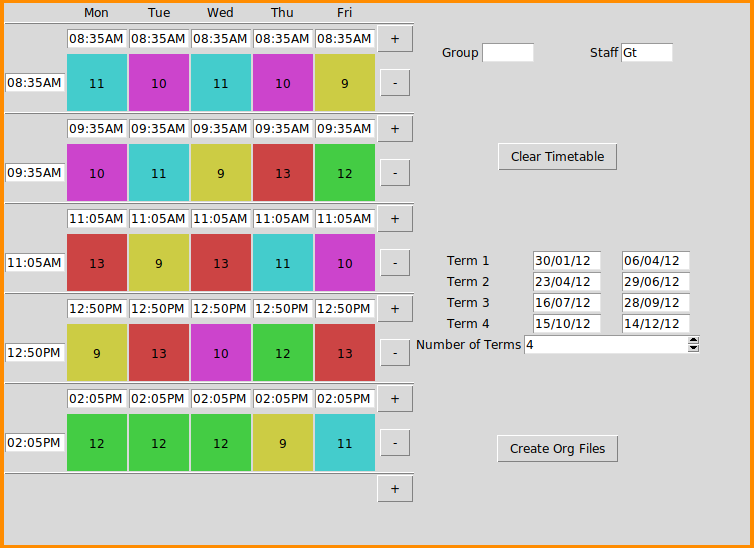 Mon Tue Wed Thu Fri
08:35AM 08:35AM 08:35AM 08:35AM 08:35AM +
Group Staff Gt
08:35AM 11 10 11 10 9 -
09:35AM 09:35AM 09:35AM 09:35AM 09:35AM +
Clear Timetable
09:35AM 10 11 9 13 12 -
11:05AM 11:05AM 11:05AM 11:05AM 11:05AM +
11:05AM 13 9 13 11 10 -
Term 1 30/01/12 06/04/12
Term 2 23/04/12 29/06/12
Term 3 16/07/12 28/09/12
Term 4 15/10/12 14/12/12
Number of Terms 4
12:50PM 12:50PM 12:50PM 12:50PM 12:50PM +
12:50PM 9 13 10 12 13 -
02:05PM 02:05PM 02:05PM 02:05PM 02:05PM +
02:05PM 12 12 12 9 11 -
Create Org Files
+